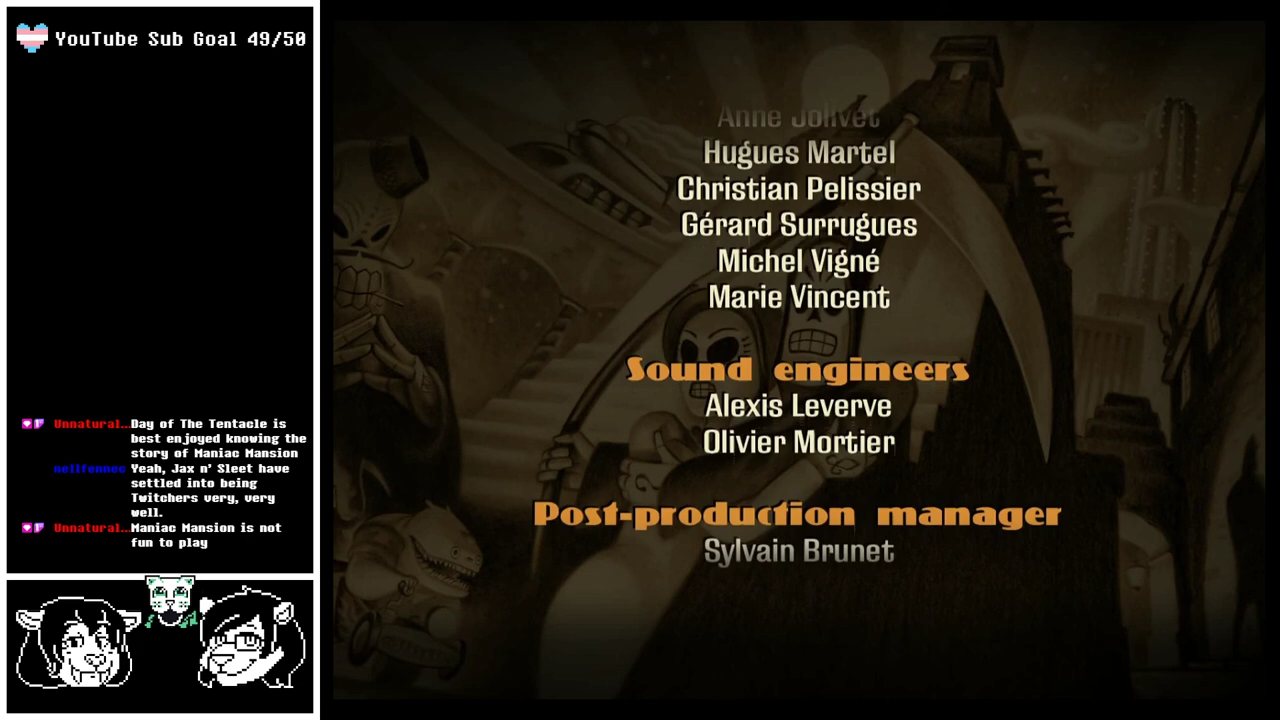 YouTube Sub Goal 49/50
Unnatural...Day of The Tentacle is
best enjoyed knowing the
story of Maniac Mansion
nellfennec Yeah, Jax n' Sleet have
settled into being
Twitchers very, very
well.
Unnatural...Maniac Mansion is not
fun to play
Anne Jolivet
Hugues Martel
Christian Pelissier
Gérard Surrugues
Michel Vigné
Marie Vincent
Sound engineers
Alexis Leverve
Olivier Mortier
Post-production manager
Sylvain Brunet